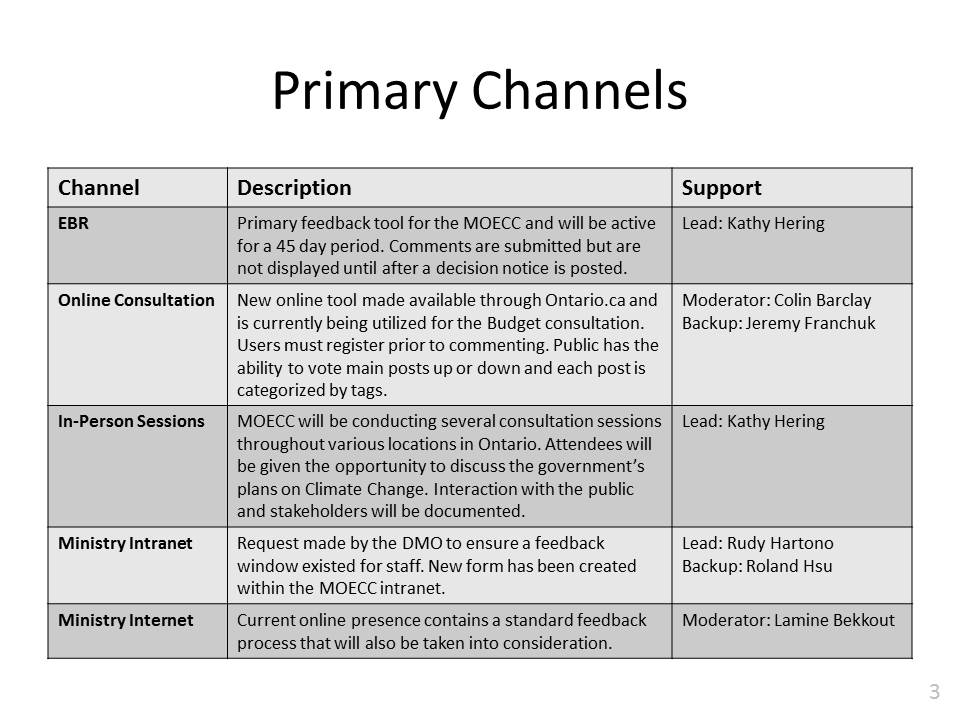 Primary Channels
Channel Description Support
EBR Primary feedback tool for the MOECC and will be active Lead: Kathy Hering
for a 45 day period. Comments are submitted but are
not displayed until after a decision notice is posted.
Online Consultation New online tool made available through Ontario.ca and Moderator: Colin Barclay
is currently being utilized for the Budget consultation. Backup: Jeremy Franchuk
Users must register prior to commenting. Public has the
ability to vote main posts up or down and each post is
categorized by tags.
In-Person Sessions MOECC will be conducting several consultation sessions Lead: Kathy Hering
throughout various locations in Ontario. Attendees will
be given the opportunity to discuss the government’s
plans on Climate Change. Interaction with the public
and stakeholders will be documented.
Ministry Intranet Request made by the DMO to ensure a feedback Lead: Rudy Hartono
window existed for staff. New form has been created Backup: Roland Hsu
within the MOECC intranet.
Ministry Internet Current online presence contains a standard feedback Moderator: Lamine Bekkout
process that will also be taken into consideration.
3